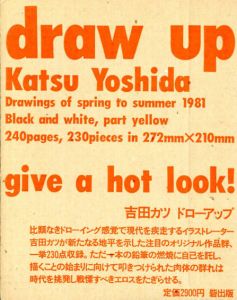 draw up
Katsu Yoshida
Drawings of spring to summer 1981
Black and white, part yellow
240pages, 230pieces in 272mm×210mm
give a hot look!
吉田カツ ドローアップ
比類なきドローイング感覚で現代を疾走するイラストレーター
吉田カツが新たなる地平を示した注目のオリジナル作品群、
一挙230点収録。ただ一本の鉛筆の燃焼に自己を託し、
描くことの始まりに向けて叩きつけられた肉体の群れは
時代を挑発し戦慄すべきエロスをたぎらせる。
定価2900円 砦出版